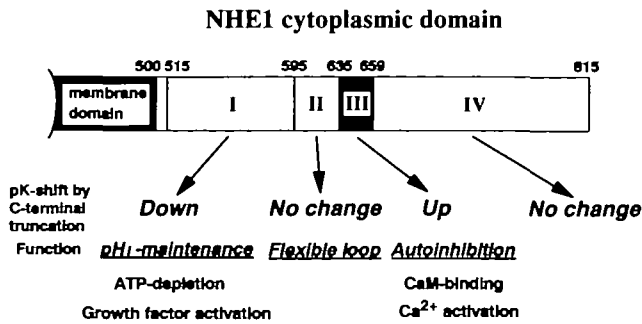 NHE1 cytoplasmic domain
500 515 595 635 659 815
membrane domain I II III IV
pK-shift by C-terminal truncation Down No change Up No change
Function pHi-maintenance Flexible loop Autoinhibition
ATP-depletion CaM-binding
Growth factor activation Ca2+ activation